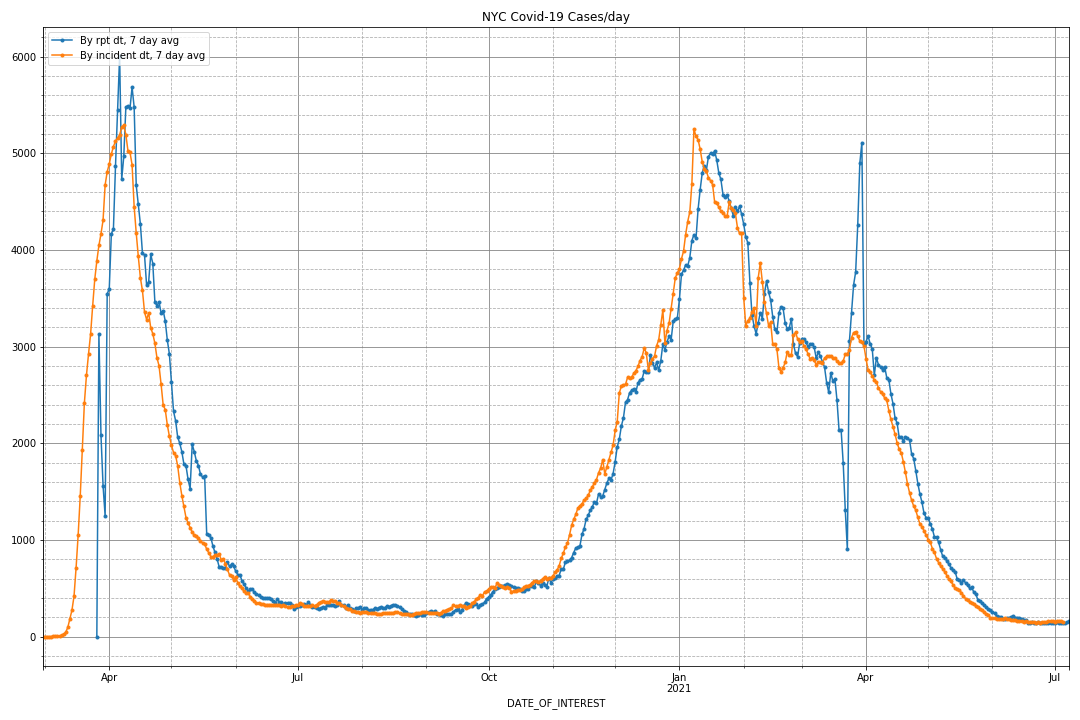 NYC Covid-19 Cases/day
By rpt dt, 7 day avg
By incident dt, 7 day avg
6000
5000
4000
3000
2000
1000
0
Apr
Jul
Oct
Jan
2021
Apr
Jul
DATE_OF_INTEREST